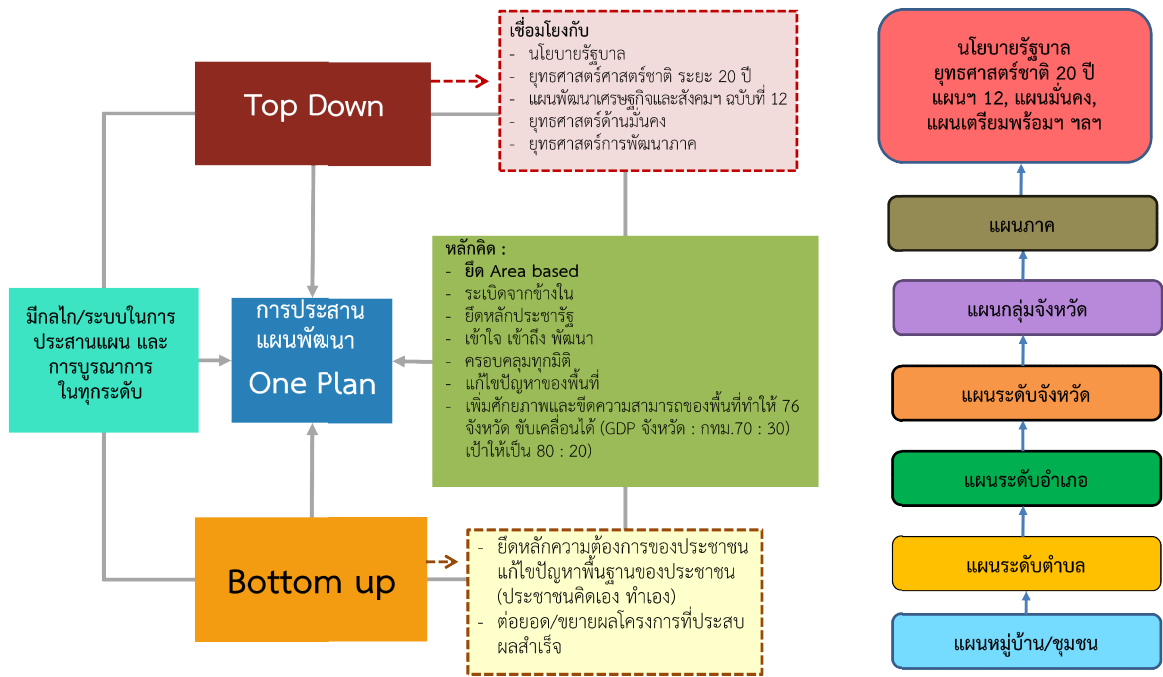 Top Down
เชื่อมโยงกับ
- นโยบายรัฐบาล
- ยุทธศาสตร์ศาสตร์ชาติ ระยะ 20 ปี
- แผนพัฒนาเศรษฐกิจและสังคมฯ ฉบับที่ 12
- ยุทธศาสตร์ด้านมั่นคง
- ยุทธศาสตร์การพัฒนาภาค
มีกลไก/ระบบในการ
ประสานแผน และ
การบูรณาการ
ในทุกระดับ
การประสาน
แผนพัฒนา
One Plan
หลักคิด :
- ยึด Area based
- ระเบิดจากข้างใน
- ยึดหลักประชารัฐ
- เข้าใจ เข้าถึง พัฒนา
- ครอบคลุมทุกมิติ
- แก้ไขปัญหาของพื้นที่
- เพิ่มศักยภาพและขีดความสามารถของพื้นที่ทำให้ 76
จังหวัด ขับเคลื่อนได้ (GDP จังหวัด : กทม.70 : 30)
เป้าให้เป็น 80 : 20)
Bottom up
- ยึดหลักความต้องการของประชาชน
แก้ไขปัญหาพื้นฐานของประชาชน
(ประชาชนคิดเอง ทำเอง)
- ต่อยอด/ขยายผลโครงการที่ประสบ
ผลสำเร็จ
นโยบายรัฐบาล
ยุทธศาสตร์ชาติ 20 ปี
แผนฯ 12, แผนมั่นคง,
แผนเตรียมพร้อมฯ ฯลฯ
แผนภาค
แผนกลุ่มจังหวัด
แผนระดับจังหวัด
แผนระดับอำเภอ
แผนระดับตำบล
แผนหมู่บ้าน/ชุมชน